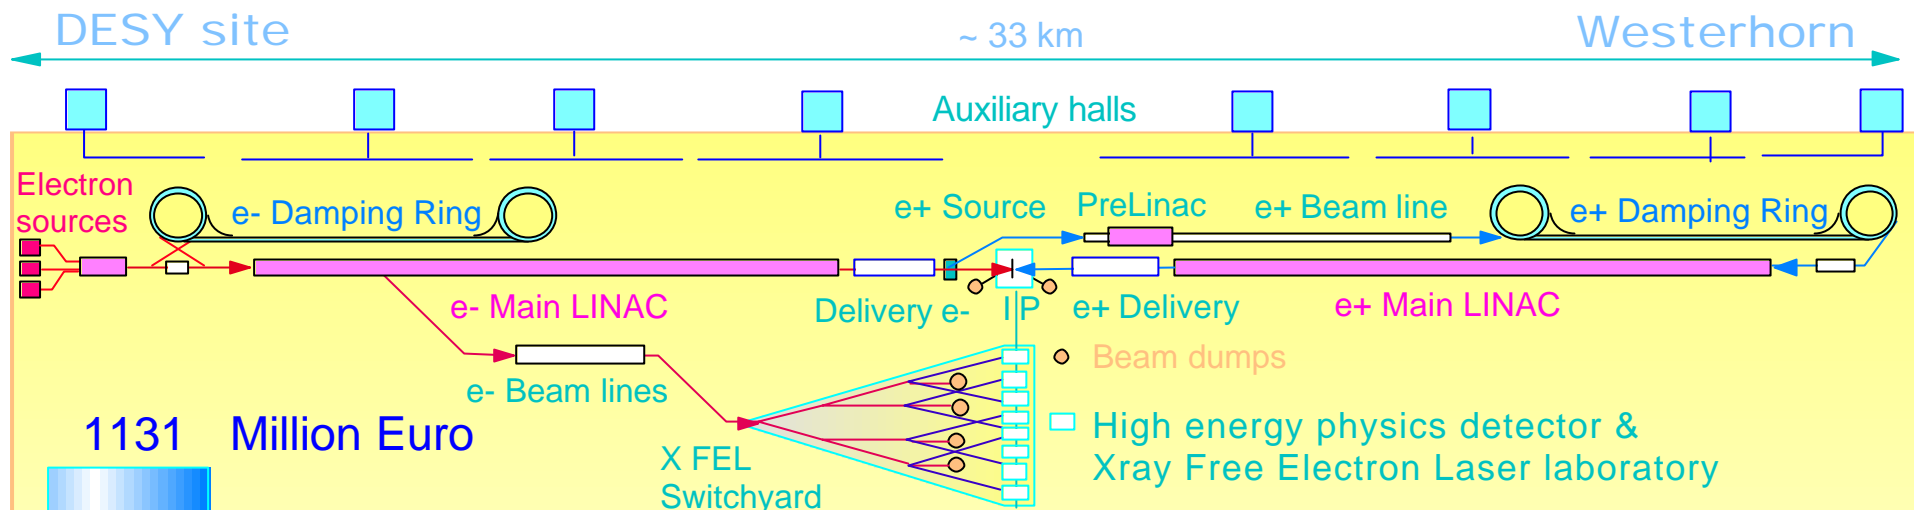 DESY site
~ 33 km
Westerhorn
Auxiliary halls
Electron
sources
e- Damping Ring
e+ Source
PreLinac
e+ Beam line
e+ Damping Ring
e- Main LINAC
Delivery e-
IP
e+ Delivery
e+ Main LINAC
Beam dumps
e- Beam lines
1131 Million Euro
High energy physics detector &
Xray Free Electron Laser laboratory
X FEL
Switchyard